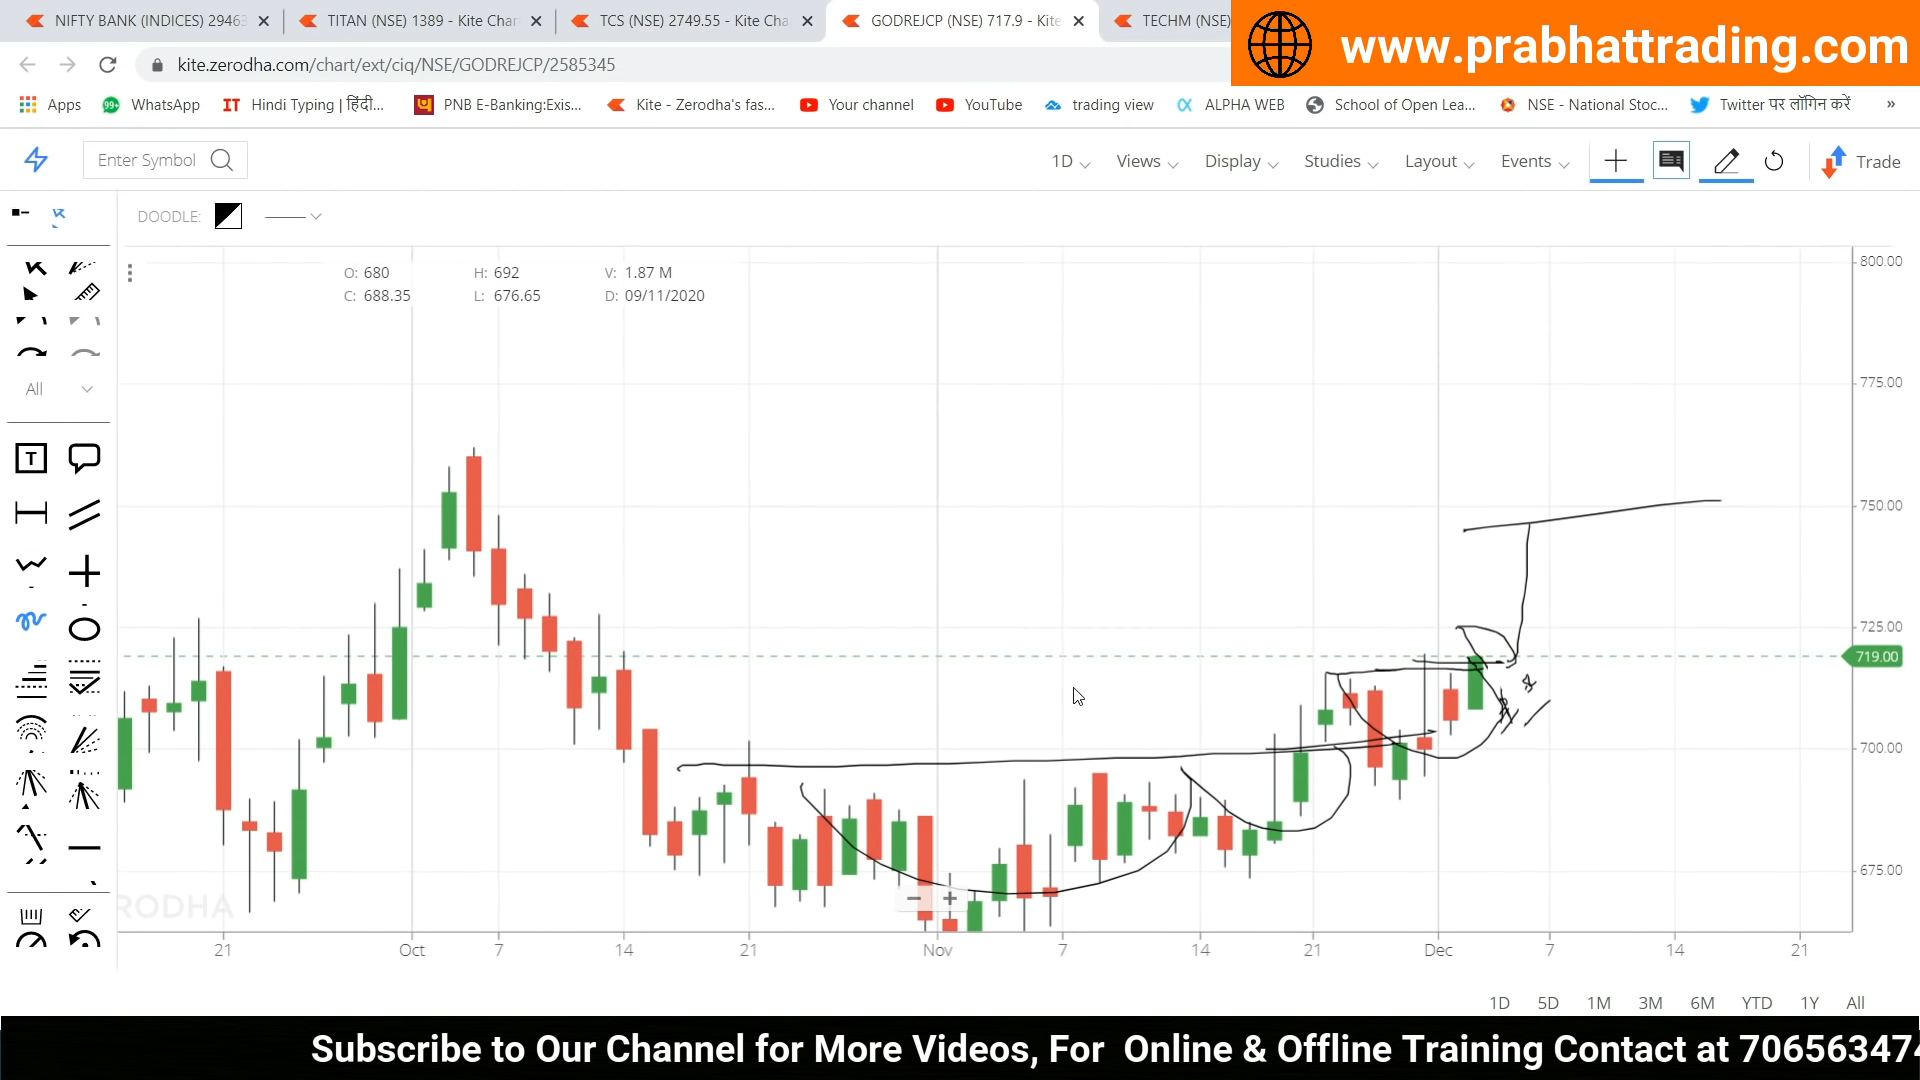 NIFTY BANK (INDICES) 2946 TITAN (NSE) 1389 - Kite Char TCS (NSE) 2749.55 - Kite Cha GODREJCP (NSE) 717.9 - Kite TECHM (NSE)
www.prabhattrading.com
kite.zerodha.com/chart/ext/ciq/NSE/GODREJCP/2585345
Apps 99+ WhatsApp IT Hindi Typing | हिंदी... PNB E-Banking:Exis... Kite - Zerodha's fas... Your channel YouTube trading view ALPHA WEB School of Open Lea... NSE - National Stoc... Twitter पर लॉगिन करें »
Enter Symbol 1D Views Display Studies Layout Events Trade
DOODLE:
O: 680 H: 692 V: 1.87 M
C: 688.35 L: 676.65 D: 09/11/2020
All
T
800.00
775.00
750.00
725.00
719.00
700.00
675.00
RODHA
21 Oct 7 14 21 Nov 7 14 21 Dec 7 14 21
1D 5D 1M 3M 6M YTD 1Y All
Subscribe to Our Channel for More Videos, For Online & Offline Training Contact at 706563474